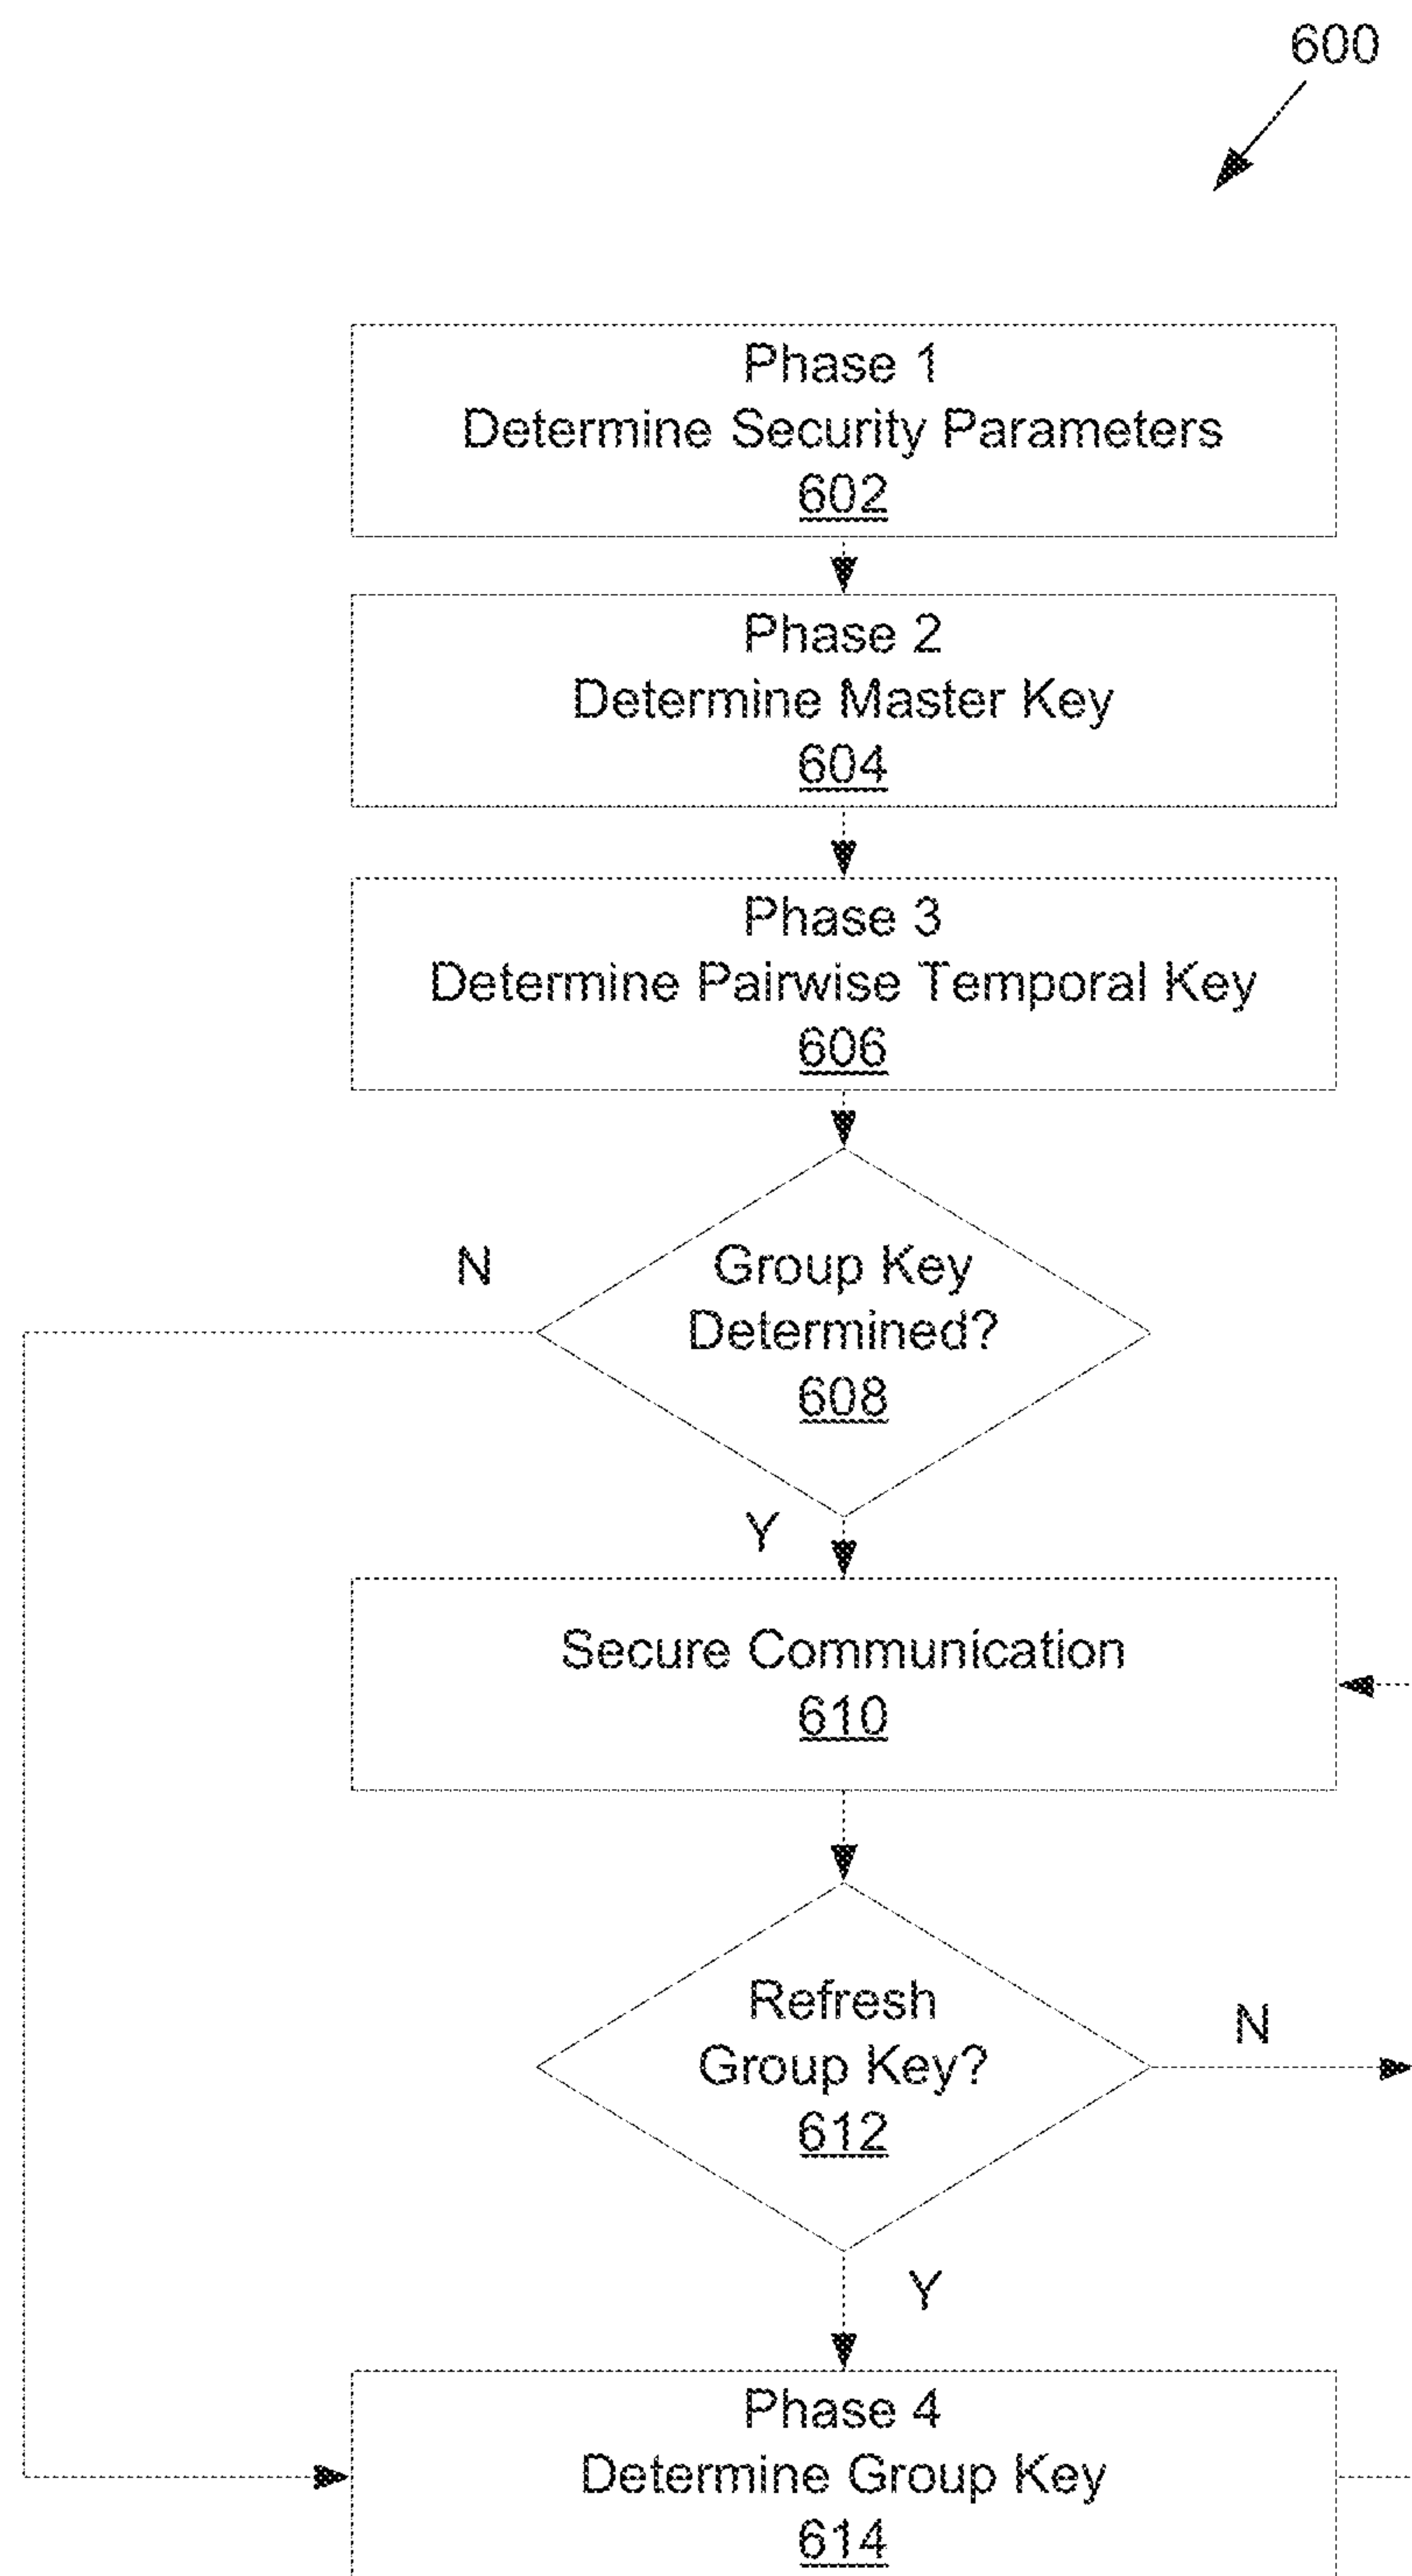 600
Phase 1
Determine Security Parameters
602
Phase 2
Determine Master Key
604
Phase 3
Determine Pairwise Temporal Key
606
N
Group Key
Determined?
608
Y
Secure Communication
610
Refresh
Group Key?
612
N
Y
Phase 4
Determine Group Key
614